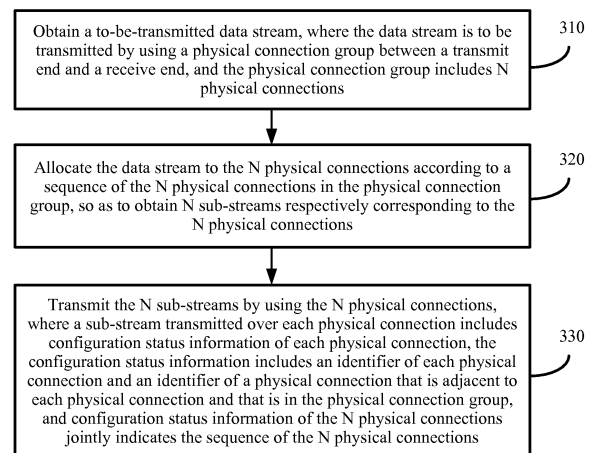 Obtain a to-be-transmitted data stream, where the data stream is to be
transmitted by using a physical connection group between a transmit
end and a receive end, and the physical connection group includes N
physical connections
310
Allocate the data stream to the N physical connections according to a
sequence of the N physical connections in the physical connection
group, so as to obtain N sub-streams respectively corresponding to the
N physical connections
320
Transmit the N sub-streams by using the N physical connections,
where a sub-stream transmitted over each physical connection includes
configuration status information of each physical connection, the
configuration status information includes an identifier of each physical
connection and an identifier of a physical connection that is adjacent to
each physical connection and that is in the physical connection group,
and configuration status information of the N physical connections
jointly indicates the sequence of the N physical connections
330